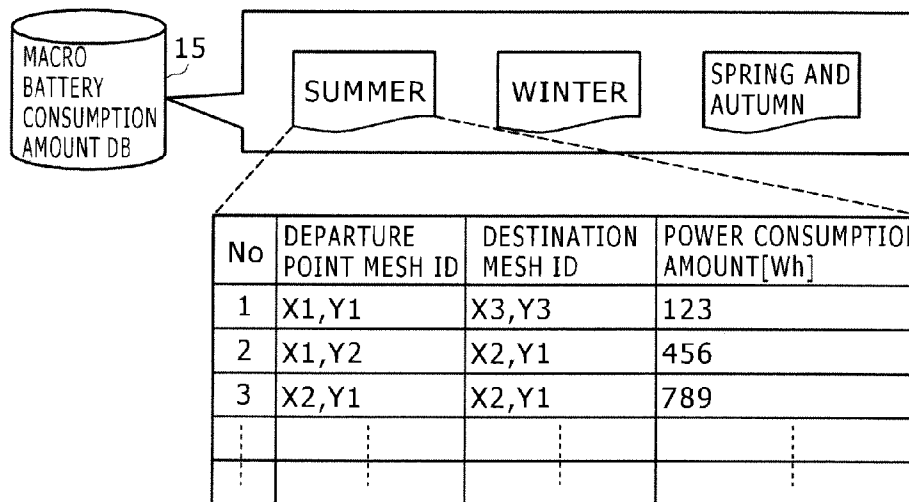 MACRO
BATTERY
CONSUMPTION
AMOUNT DB
15
SUMMER
WINTER
SPRING AND
AUTUMN
No DEPARTURE POINT MESH ID DESTINATION MESH ID POWER CONSUMPTION AMOUNT[Wh]
1 X1,Y1 X3,Y3 123
2 X1,Y2 X2,Y1 456
3 X2,Y1 X2,Y1 789